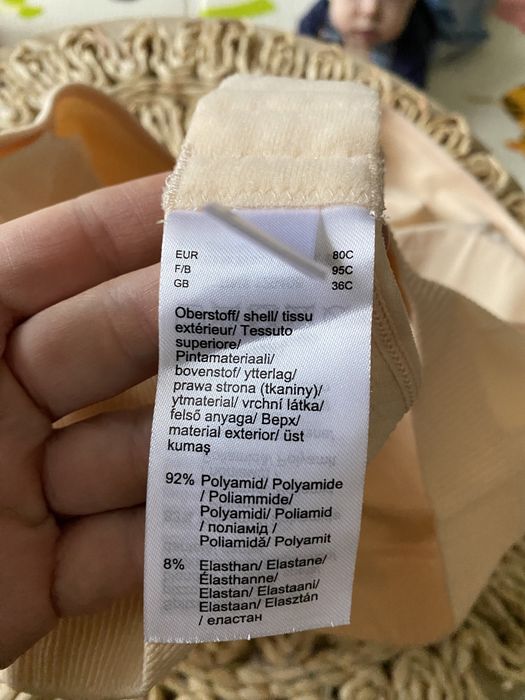 EUR 80C
F/B 95C
GB 36C
Oberstoff/ shell/ tissu
extérieur/ Tessuto
superiore/
Pintamateriaali/
bovenstof/ ytterlag/
prawa strona (tkaniny)/
ytmaterial/ vrchní látka/
felső anyaga/ Верх/
material exterior/ üst
kumaş
92% Polyamid/ Polyamide
/ Poliammide/
Polyamidi/ Poliamid
/ поліамід /
Poliamidă/ Polyamit
8% Elasthan/ Elastane/
Élasthanne/
Elastan/ Elastaani/
Elastaan/ Elasztán/
/ еластан